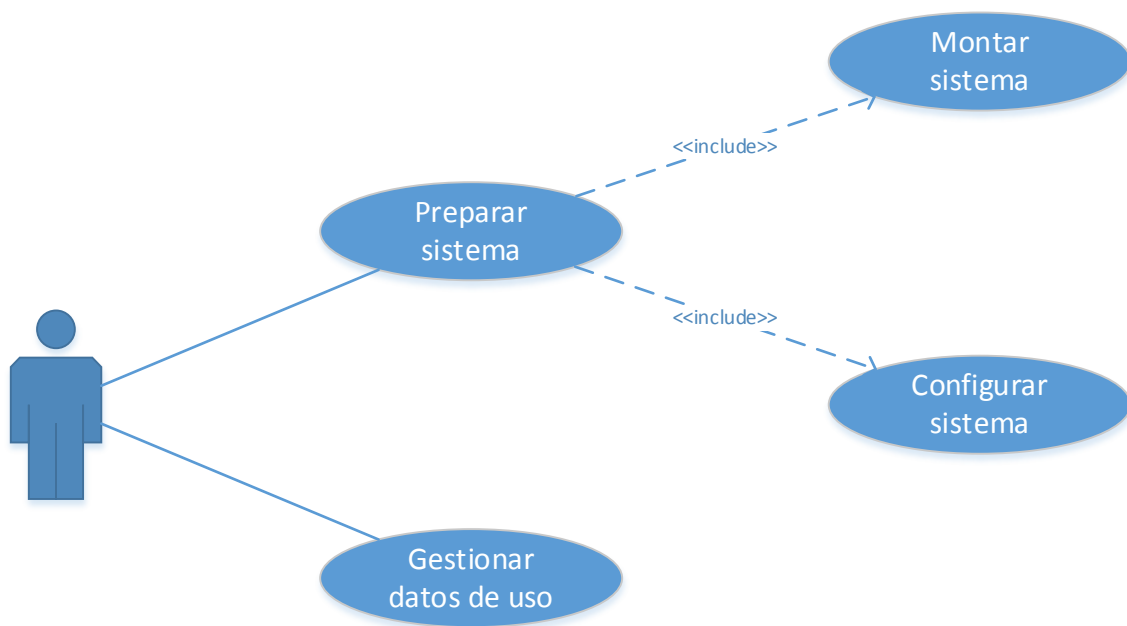 Montar
sistema
<<include>>
Preparar
sistema
<<include>>
Configurar
sistema
Gestionar
datos de uso